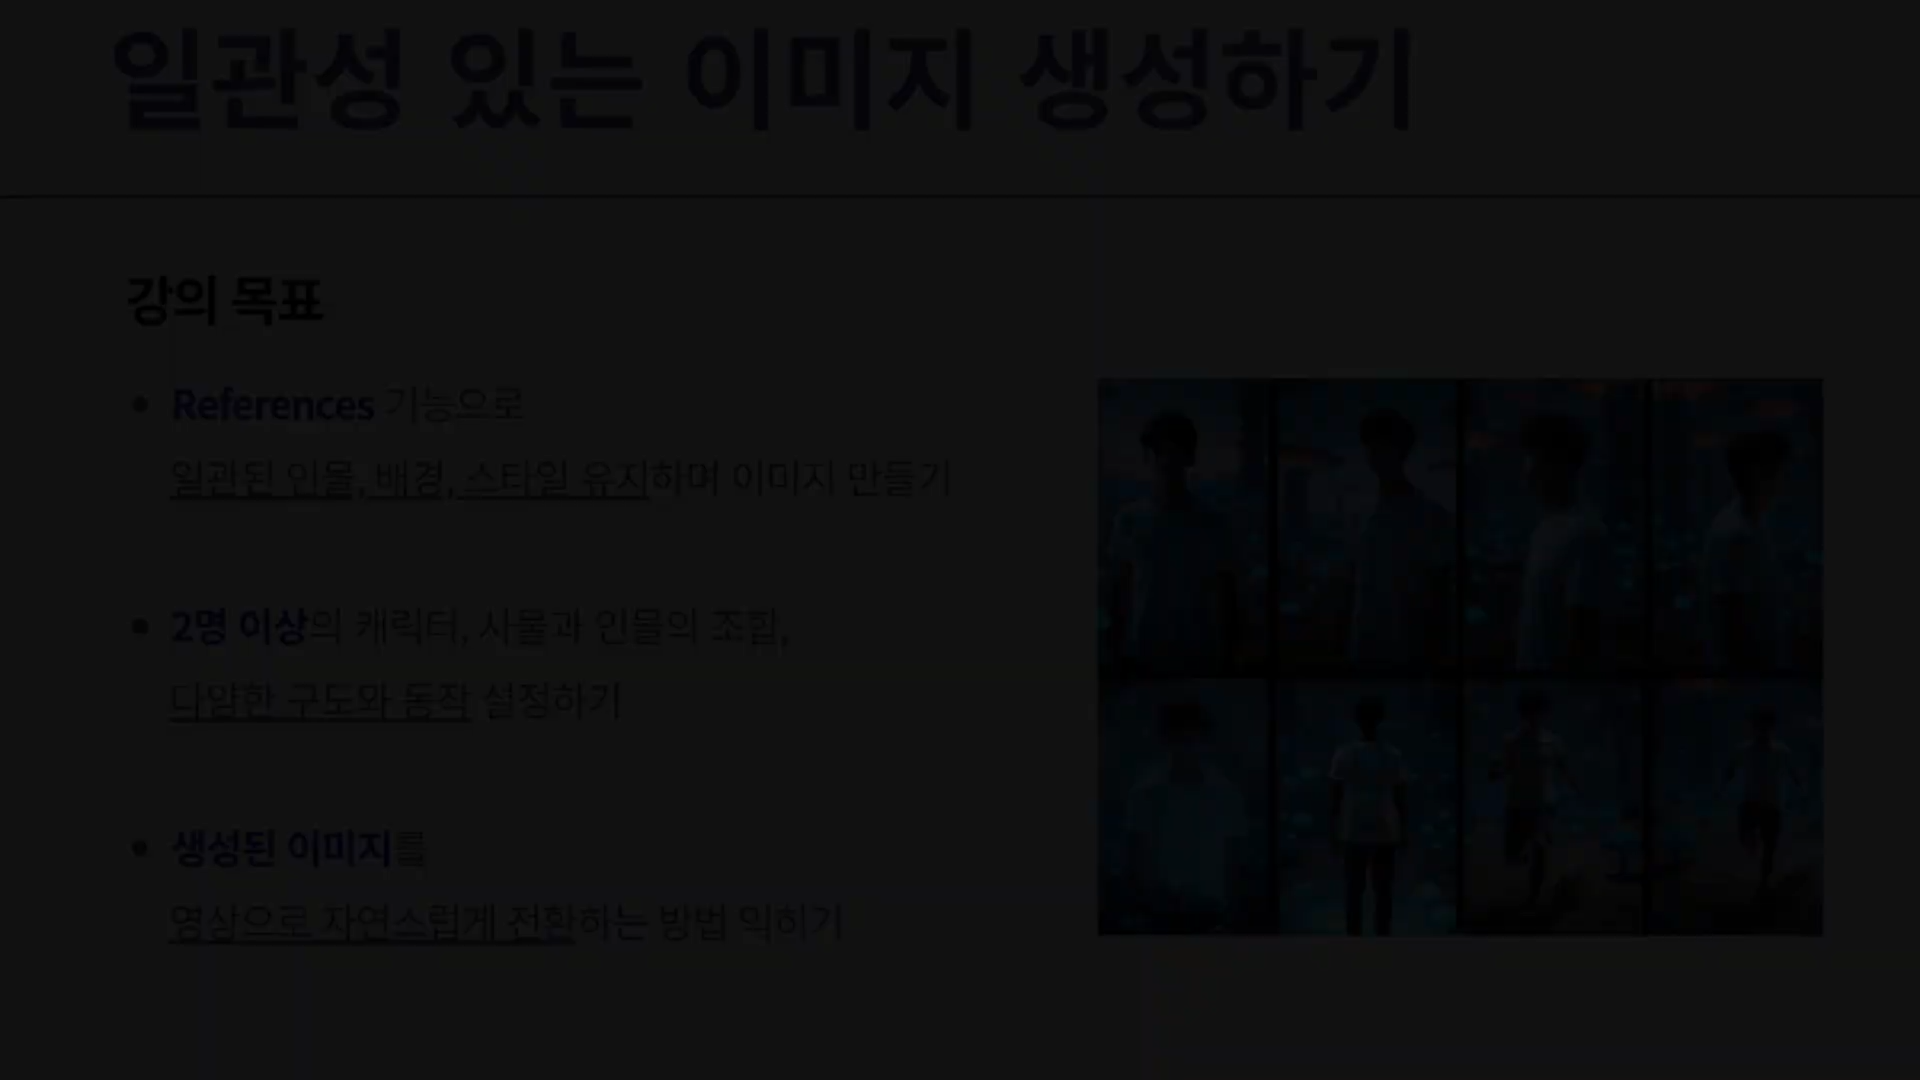 일관성 있는 이미지 생성하기
강의 목표
• References 기능으로
일관된 인물, 배경, 스타일 유지하며 이미지 만들기
• 2명 이상의 캐릭터, 사물과 인물의 조합,
다양한 구도와 동작 설정하기
• 생성된 이미지를
영상으로 자연스럽게 전환하는 방법 익히기